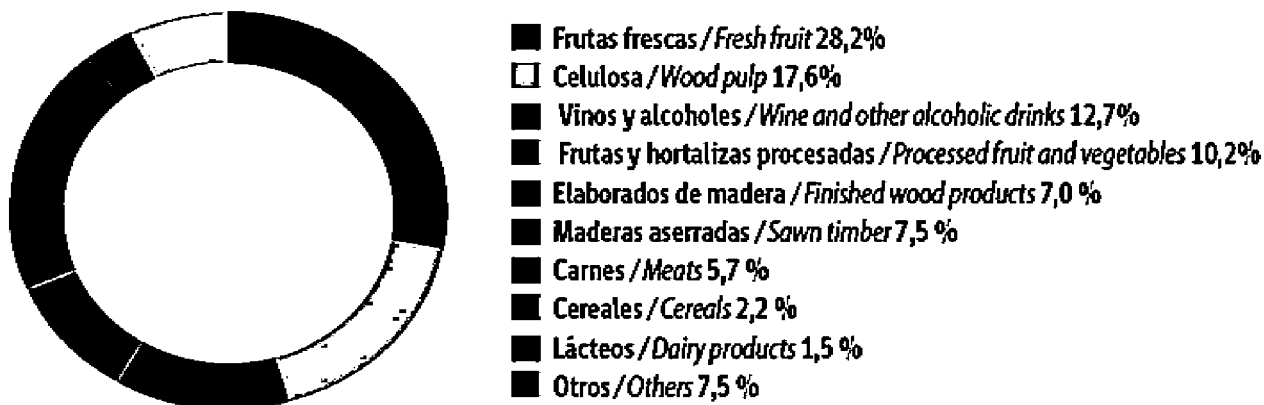 Frutas frescas / Fresh fruit 28,2%
Celulosa / Wood pulp 17,6%
Vinos y alcoholes / Wine and other alcoholic drinks 12,7%
Frutas y hortalizas procesadas / Processed fruit and vegetables 10,2%
Elaborados de madera / Finished wood products 7,0 %
Maderas aserradas / Sawn timber 7,5 %
Carnes / Meats 5,7 %
Cereales / Cereals 2,2 %
Lácteos / Dairy products 1,5 %
Otros / Others 7,5 %